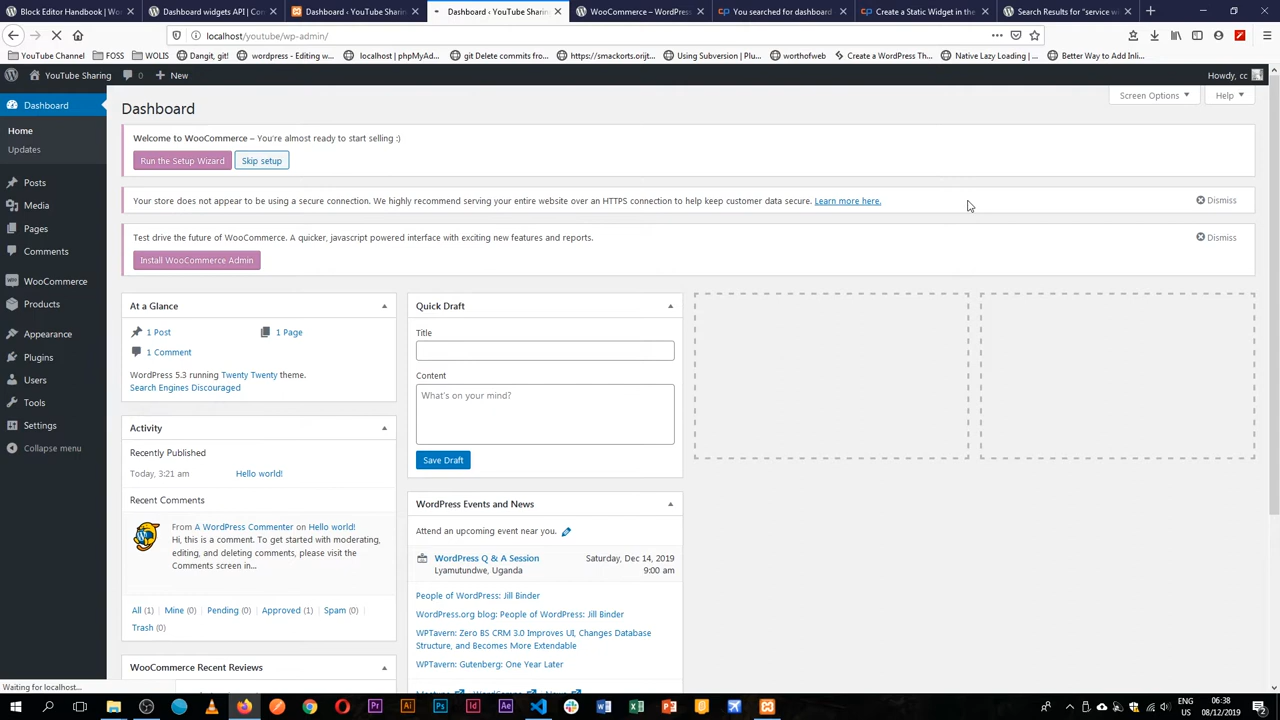 Block Editor Handbook | Wor
Dashboard widgets API | Con
Dashboard ‹ YouTube Sharing
Dashboard ‹ YouTube Sharin
WooCommerce – WordPress
You searched for dashboard
Create a Static Widget in the
Search Results for "service w
localhost/youtube/wp-admin/
YouTube Channel
FOSS
WOLIS
Dangit, git!
wordpress - Editing w...
localhost | phpMyAd...
git Delete commits fro...
https://smackorts.orijt...
Using Subversion | Plu...
worthofweb
Create a WordPress Th...
Native Lazy Loading |...
Better Way to Add Inli...
YouTube Sharing
0
New
Howdy, cc
Dashboard
Home
Updates
Posts
Media
Pages
Comments
WooCommerce
Products
Appearance
Plugins
Users
Tools
Settings
Collapse menu
Dashboard
Screen Options
Help
Welcome to WooCommerce – You're almost ready to start selling :)
Run the Setup Wizard
Skip setup
Your store does not appear to be using a secure connection. We highly recommend serving your entire website over an HTTPS connection to help keep customer data secure. Learn more here.
Dismiss
Test drive the future of WooCommerce. A quicker, javascript powered interface with exciting new features and reports.
Dismiss
Install WooCommerce Admin
At a Glance
1 Post
1 Page
1 Comment
WordPress 5.3 running Twenty Twenty theme.
Search Engines Discouraged
Activity
Recently Published
Today, 3:21 am
Hello world!
Recent Comments
From A WordPress Commenter on Hello world!
Hi, this is a comment. To get started with moderating,
editing, and deleting comments, please visit the
Comments screen in...
All (1) | Mine (0) | Pending (0) | Approved (1) | Spam (0) |
Trash (0)
WooCommerce Recent Reviews
Quick Draft
Title
Content
What's on your mind?
Save Draft
WordPress Events and News
Attend an upcoming event near you.
WordPress Q & A Session
Saturday, Dec 14, 2019
Lyamutundwe, Uganda
9:00 am
People of WordPress: Jill Binder
WordPress.org blog: People of WordPress: Jill Binder
WPTavern: Zero BS CRM 3.0 Improves UI, Changes Database
Structure, and Becomes More Extendable
WPTavern: Gutenberg: One Year Later
Waiting for localhost...
ENG
US
06:38
08/12/2019
2